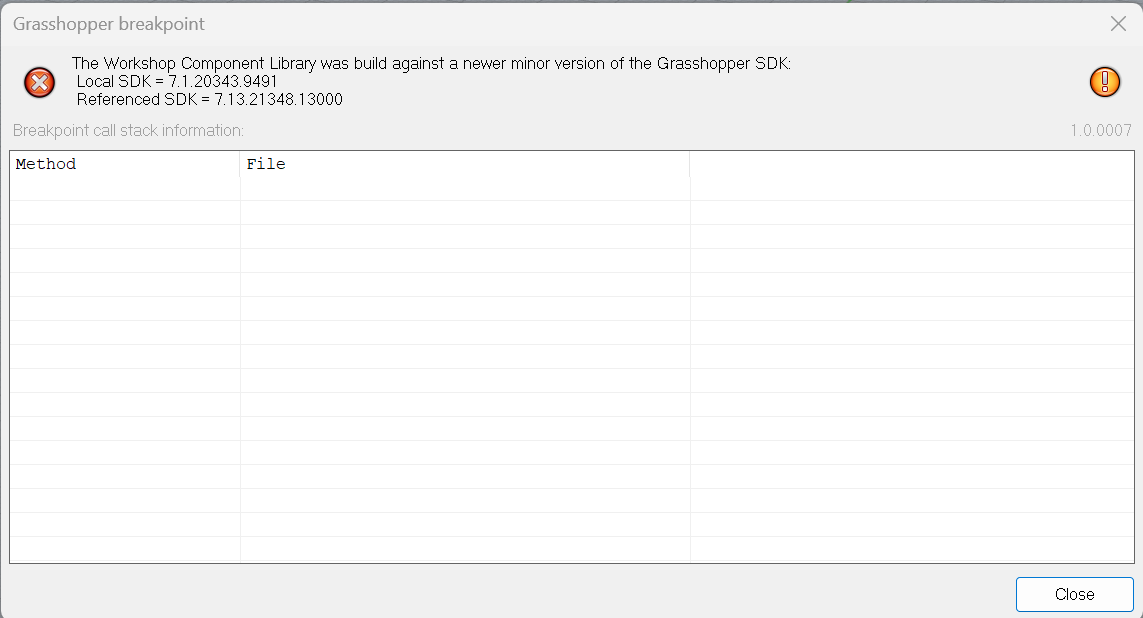 Grasshopper breakpoint
The Workshop Component Library was build against a newer minor version of the Grasshopper SDK:
Local SDK = 7.1.20343.9491
Referenced SDK = 7.13.21348.13000
Breakpoint call stack information:
1.0.0007
Method File
Close